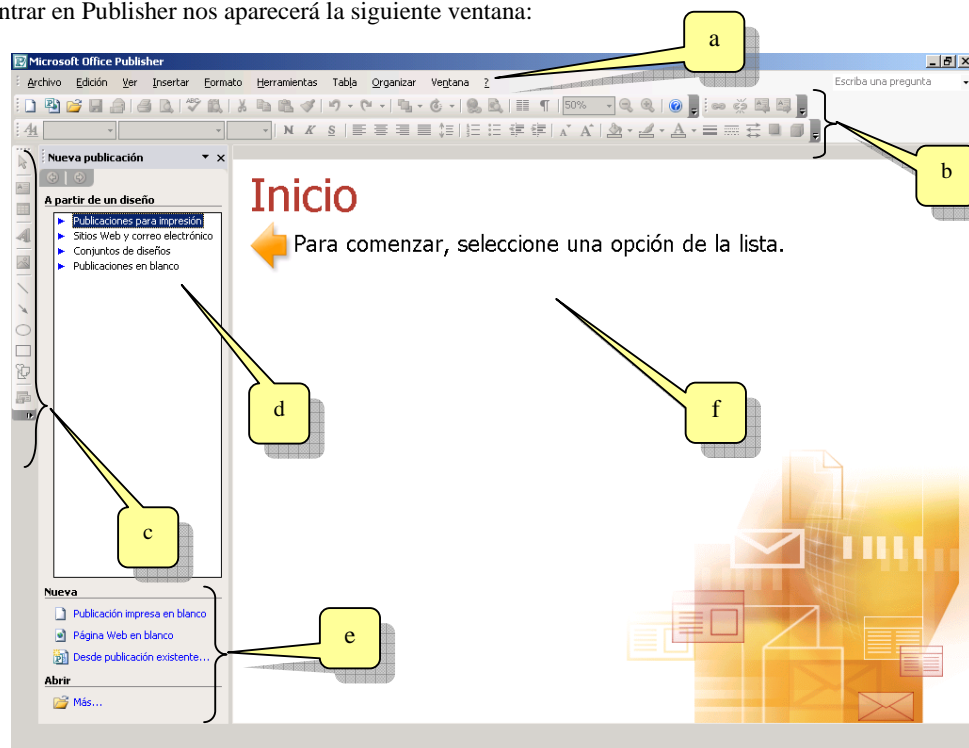 ntrar en Publisher nos aparecerá la siguiente ventana:
a
Microsoft Office Publisher
Archivo Edición Ver Insertar Formato Herramientas Tabla Organizar Ventana ?
Escriba una pregunta
50%
N K S
b
Nueva publicación
A partir de un diseño
Publicaciones para impresión
Sitios Web y correo electrónico
Conjuntos de diseños
Publicaciones en blanco
Inicio
Para comenzar, seleccione una opción de la lista.
d
f
c
Nueva
Publicación impresa en blanco
Página Web en blanco
Desde publicación existente...
e
Abrir
Más...